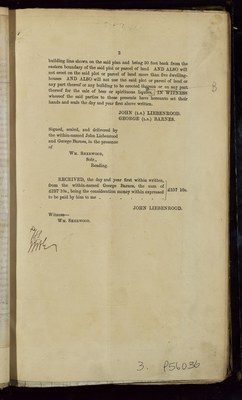 3
building line shown on the said plan and being 60 feet back from the
eastern boundary of the said plot or parcel of land AND ALSO will
not erect on the said plot or parcel of land more than five dwelling-
houses AND ALSO will not use the said plot or parcel of land or
any part thereof or any building to be erected thereon or on any part
thereof for the sale of beer or spirituous liquors IN WITNESS
whereof the said parties to these presents have hereunto set their
hands and seals the day and year first above written.
JOHN (L.S.) LIEBENROOD.
GEORGE (L.S.) BARNES.
Signed, sealed, and delivered by
the within-named John Liebenrood
and George Barnes, in the presence
of
Wm. 
Solr.,
Reading.
RECEIVED, the day and year first within written,
from the within-named George Barnes, the sum of
£767 10s., being the consideration money within expressed
to be paid by him to me . . . . . . .
£767 10s.
JOHN LIEBENROOD.
Witness—
Wm. 
3. P56036